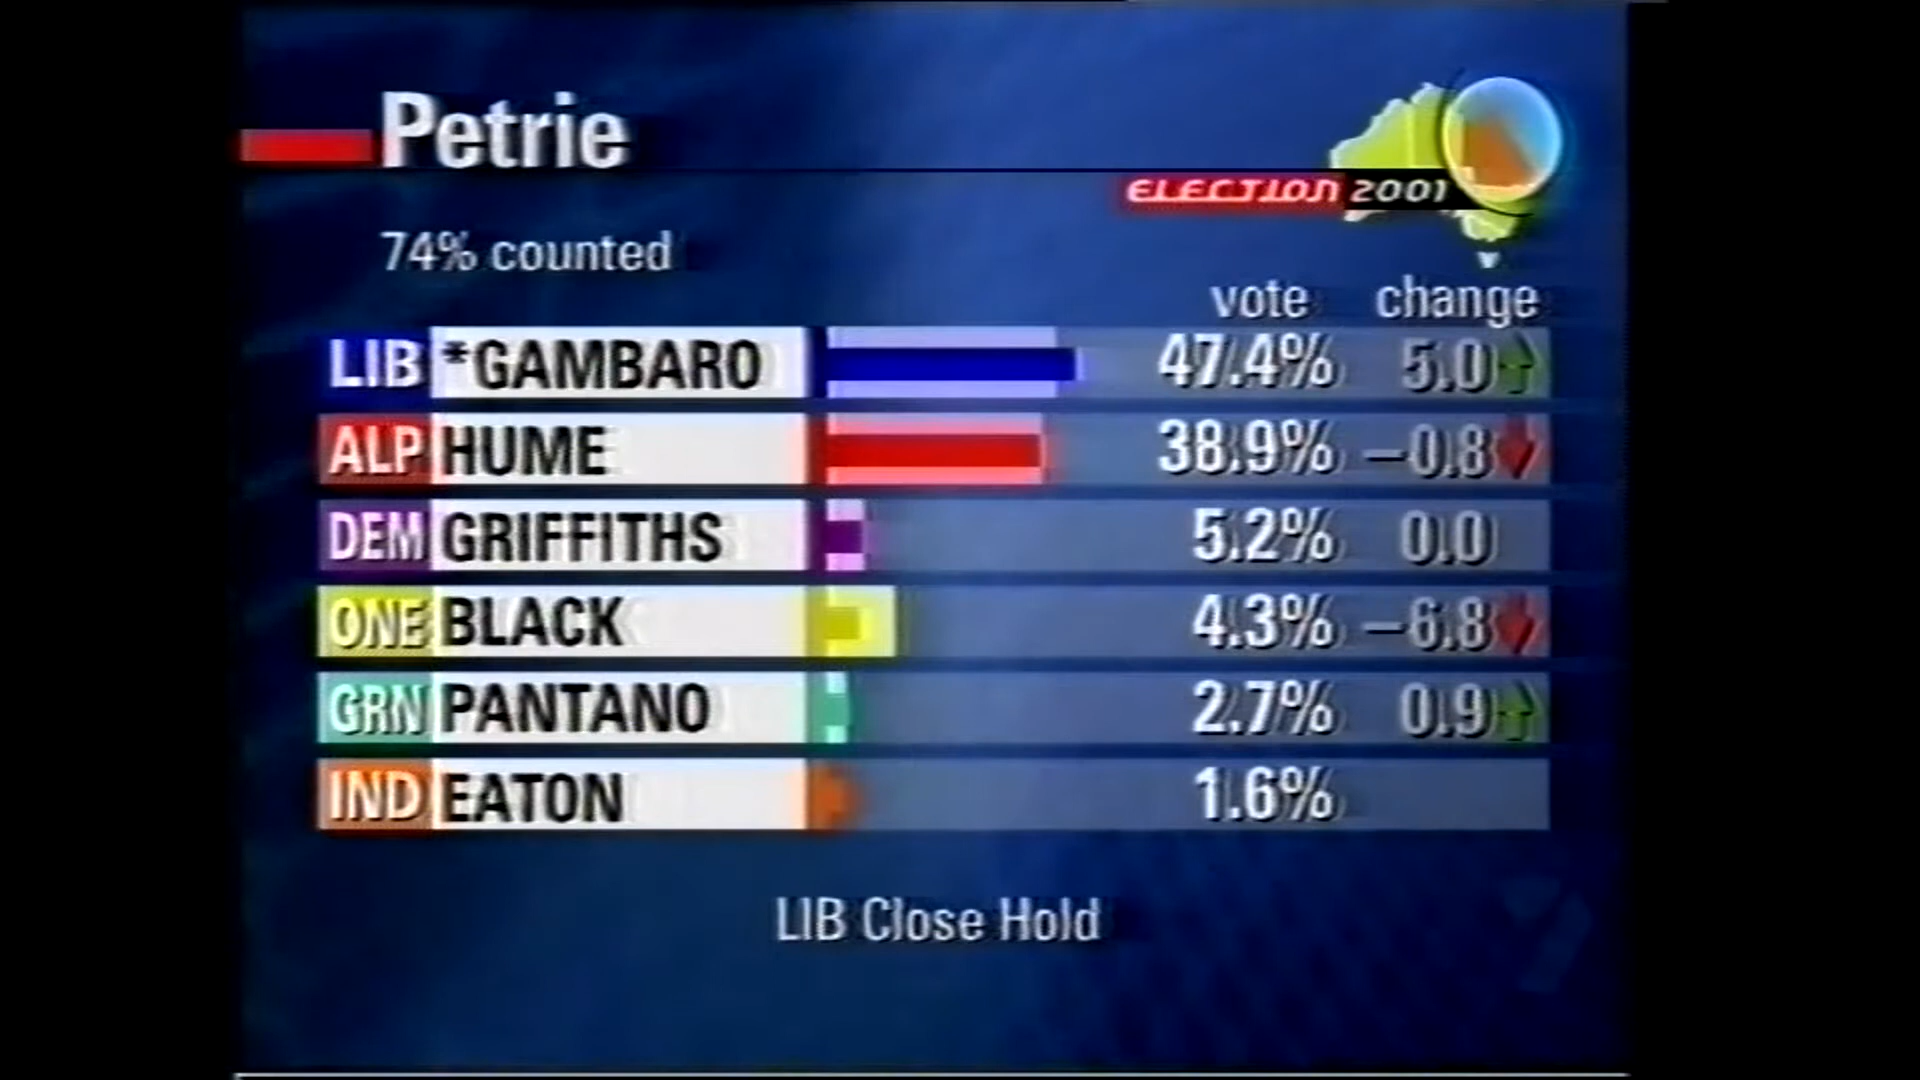 Petrie
ELECTION 2001
74% counted
vote change
LIB *GAMBARO 47.4% 5.0
ALP HUME 38.9% –0.8
DEM GRIFFITHS 5.2% 0.0
ONE BLACK 4.3% –6.8
GRN PANTANO 2.7% 0.9
IND EATON 1.6%
LIB Close Hold